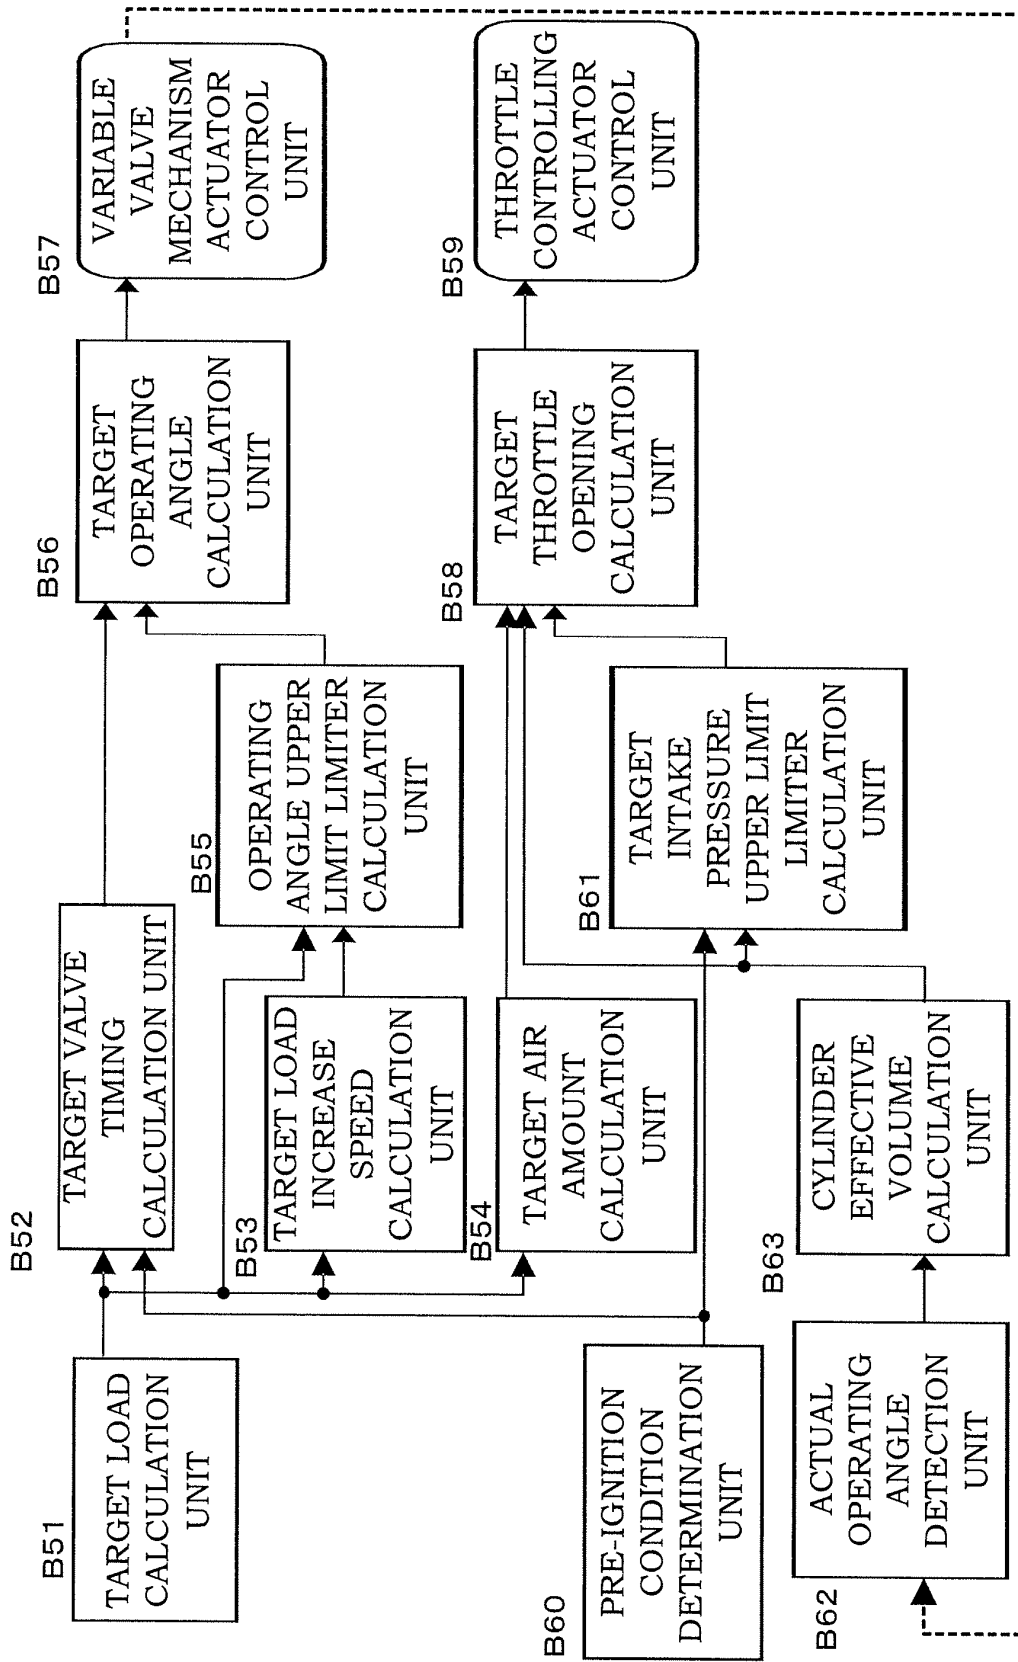 B51
TARGET LOAD
CALCULATION
UNIT
B52
TARGET VALVE
TIMING
CALCULATION UNIT
B53
TARGET LOAD
INCREASE
SPEED
CALCULATION
UNIT
B54
TARGET AIR
AMOUNT
CALCULATION
UNIT
B55
OPERATING
ANGLE UPPER
LIMIT LIMITER
CALCULATION
UNIT
B56
TARGET
OPERATING
ANGLE
CALCULATION
UNIT
B57
VARIABLE
VALVE
MECHANISM
ACTUATOR
CONTROL
UNIT
B58
TARGET
THROTTLE
OPENING
CALCULATION
UNIT
B59
THROTTLE
CONTROLLING
ACTUATOR
CONTROL
UNIT
B60
PRE-IGNITION
CONDITION
DETERMINATION
UNIT
B61
TARGET
INTAKE
PRESSURE
UPPER LIMIT
LIMITER
CALCULATION
UNIT
B62
ACTUAL
OPERATING
ANGLE
DETECTION
UNIT
B63
CYLINDER
EFFECTIVE
VOLUME
CALCULATION
UNIT